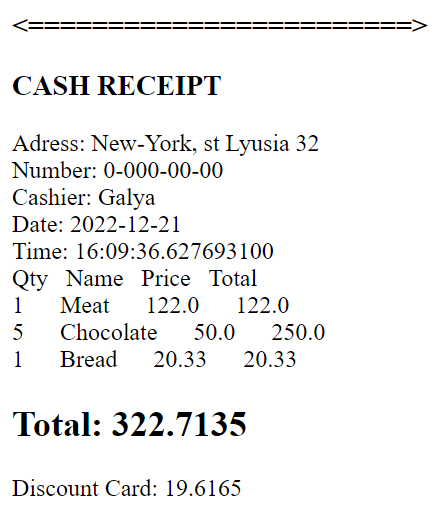 <========================>
CASH RECEIPT
Adress: New-York, st Lyusia 32
Number: 0-000-00-00
Cashier: Galya
Date: 2022-12-21
Time: 16:09:36.627693100
Qty Name Price Total
1 Meat 122.0 122.0
5 Chocolate 50.0 250.0
1 Bread 20.33 20.33
Total: 322.7135
Discount Card: 19.6165